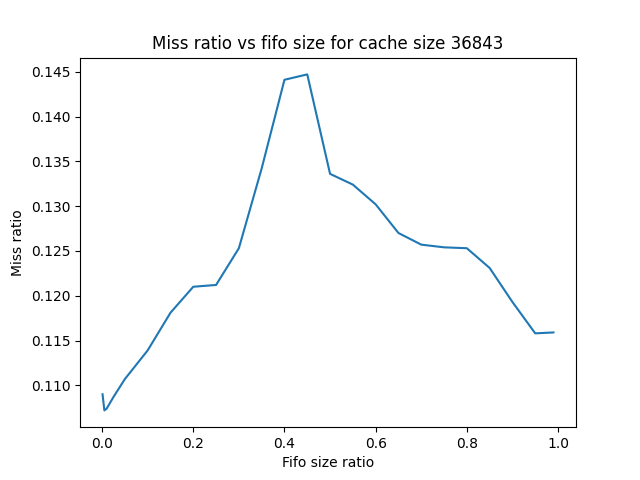 Miss ratio vs fifo size for cache size 36843
0.145
0.140
0.135
0.130
0.125
0.120
0.115
0.110
Miss ratio
0.0 0.2 0.4 0.6 0.8 1.0
Fifo size ratio